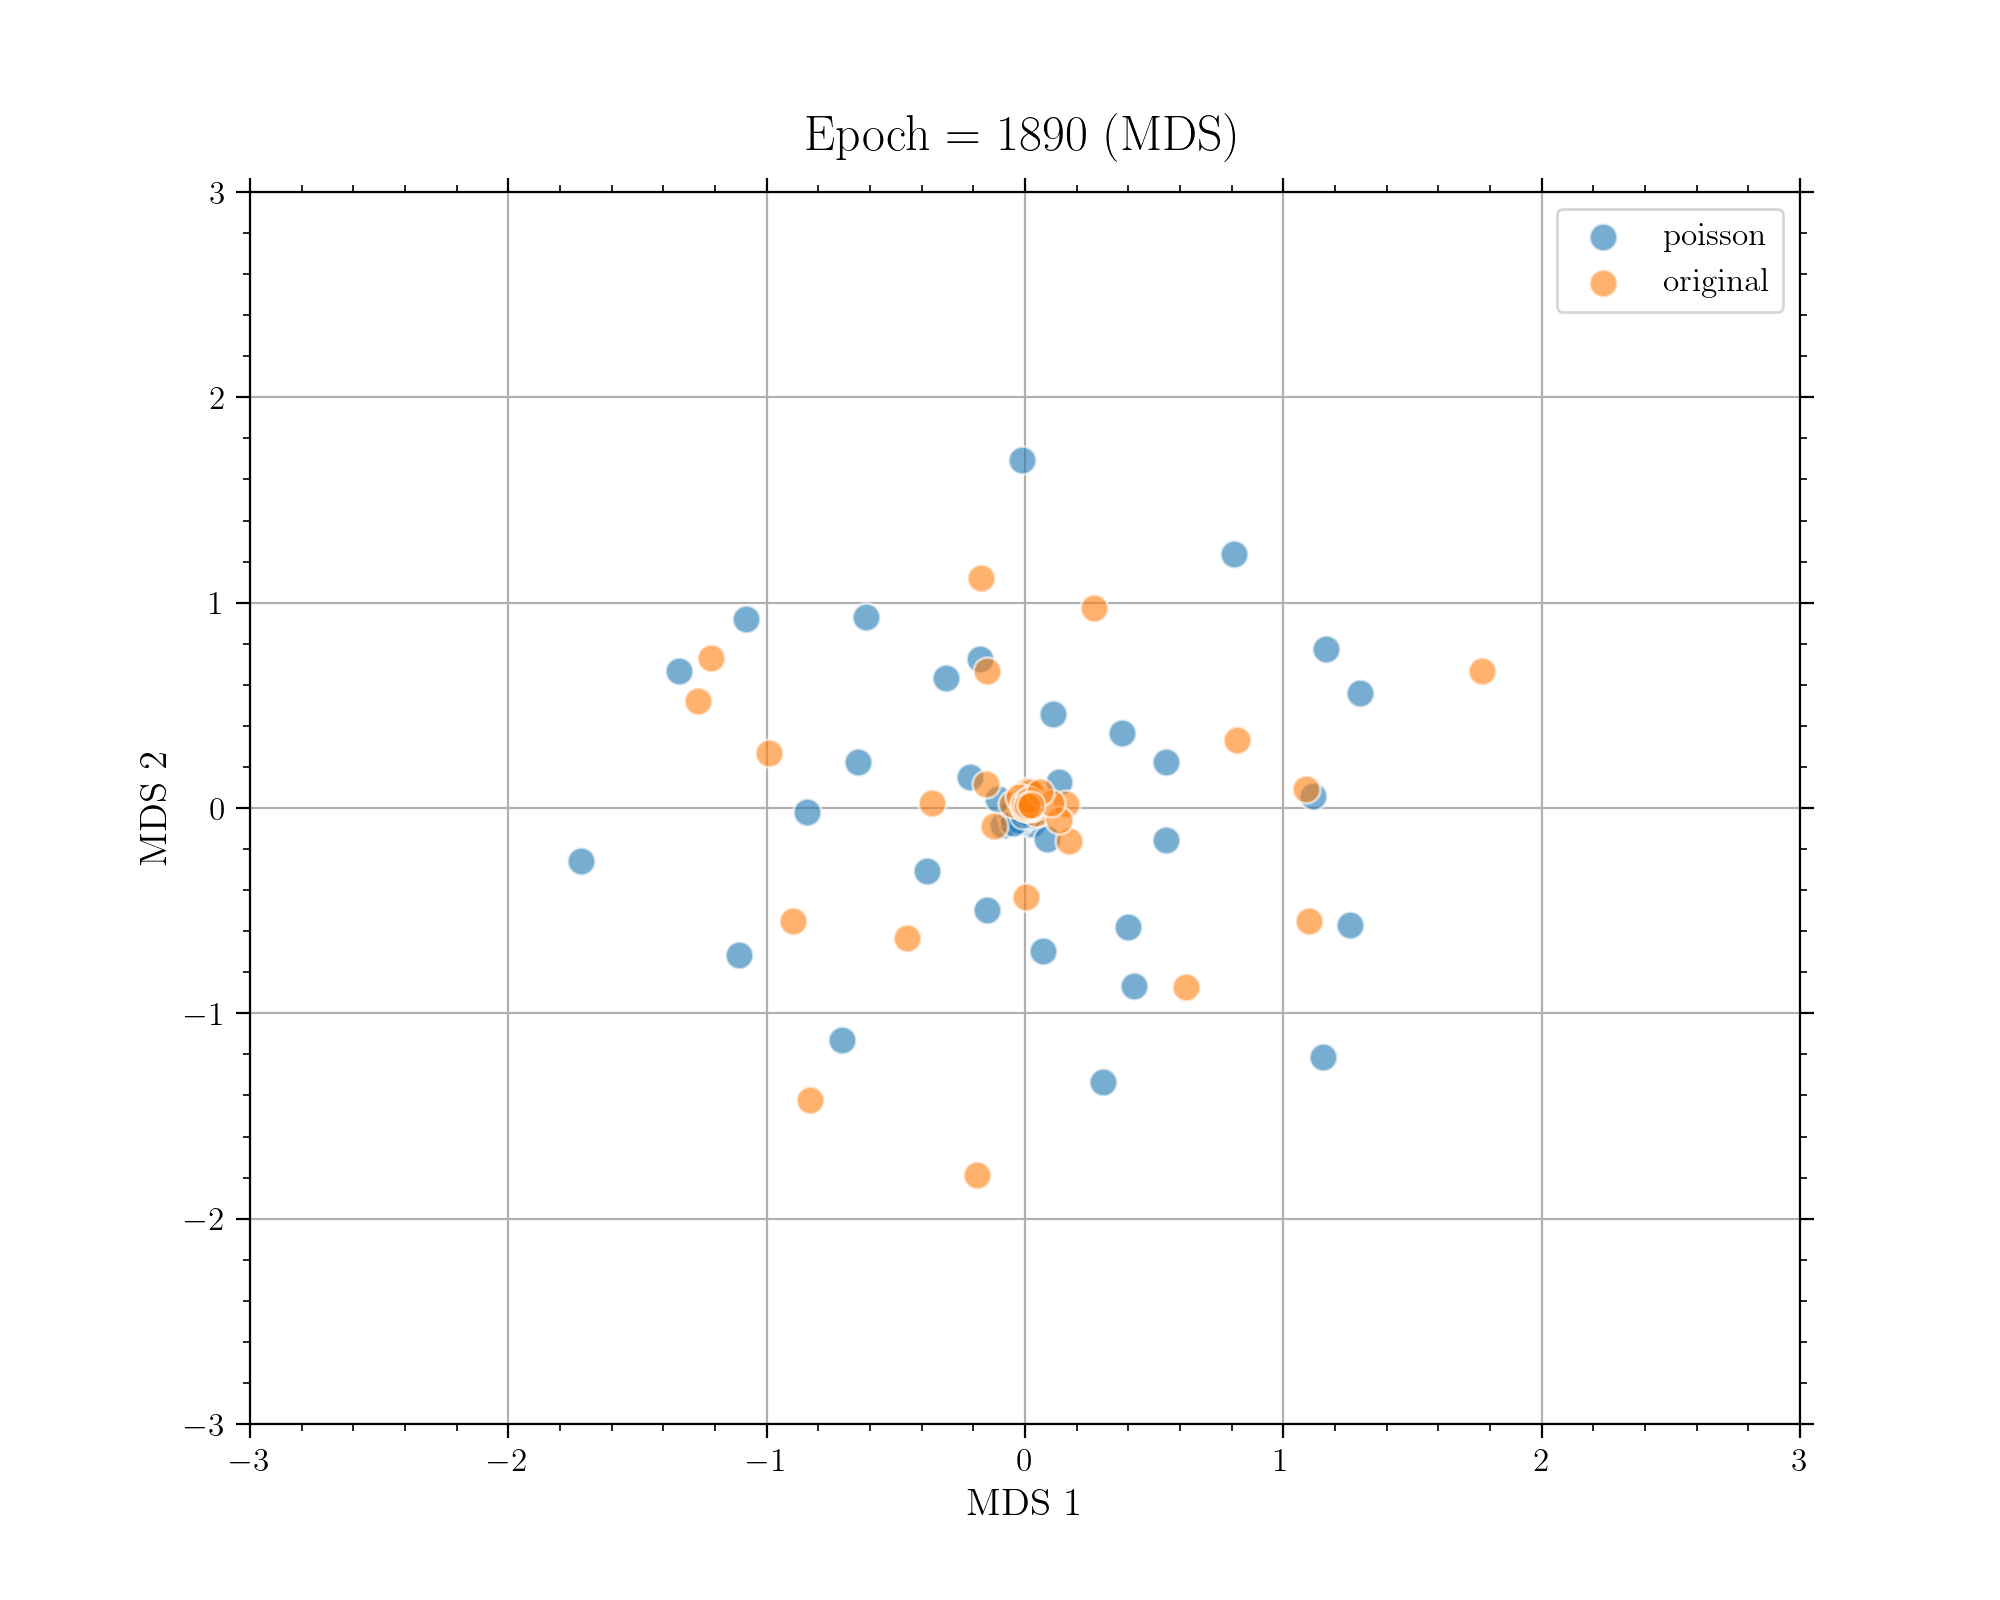 Epoch = 1890 (MDS)
poisson
original
3
2
1
0
−1
−2
−3
MDS 2
−3 −2 −1 0 1 2 3
MDS 1